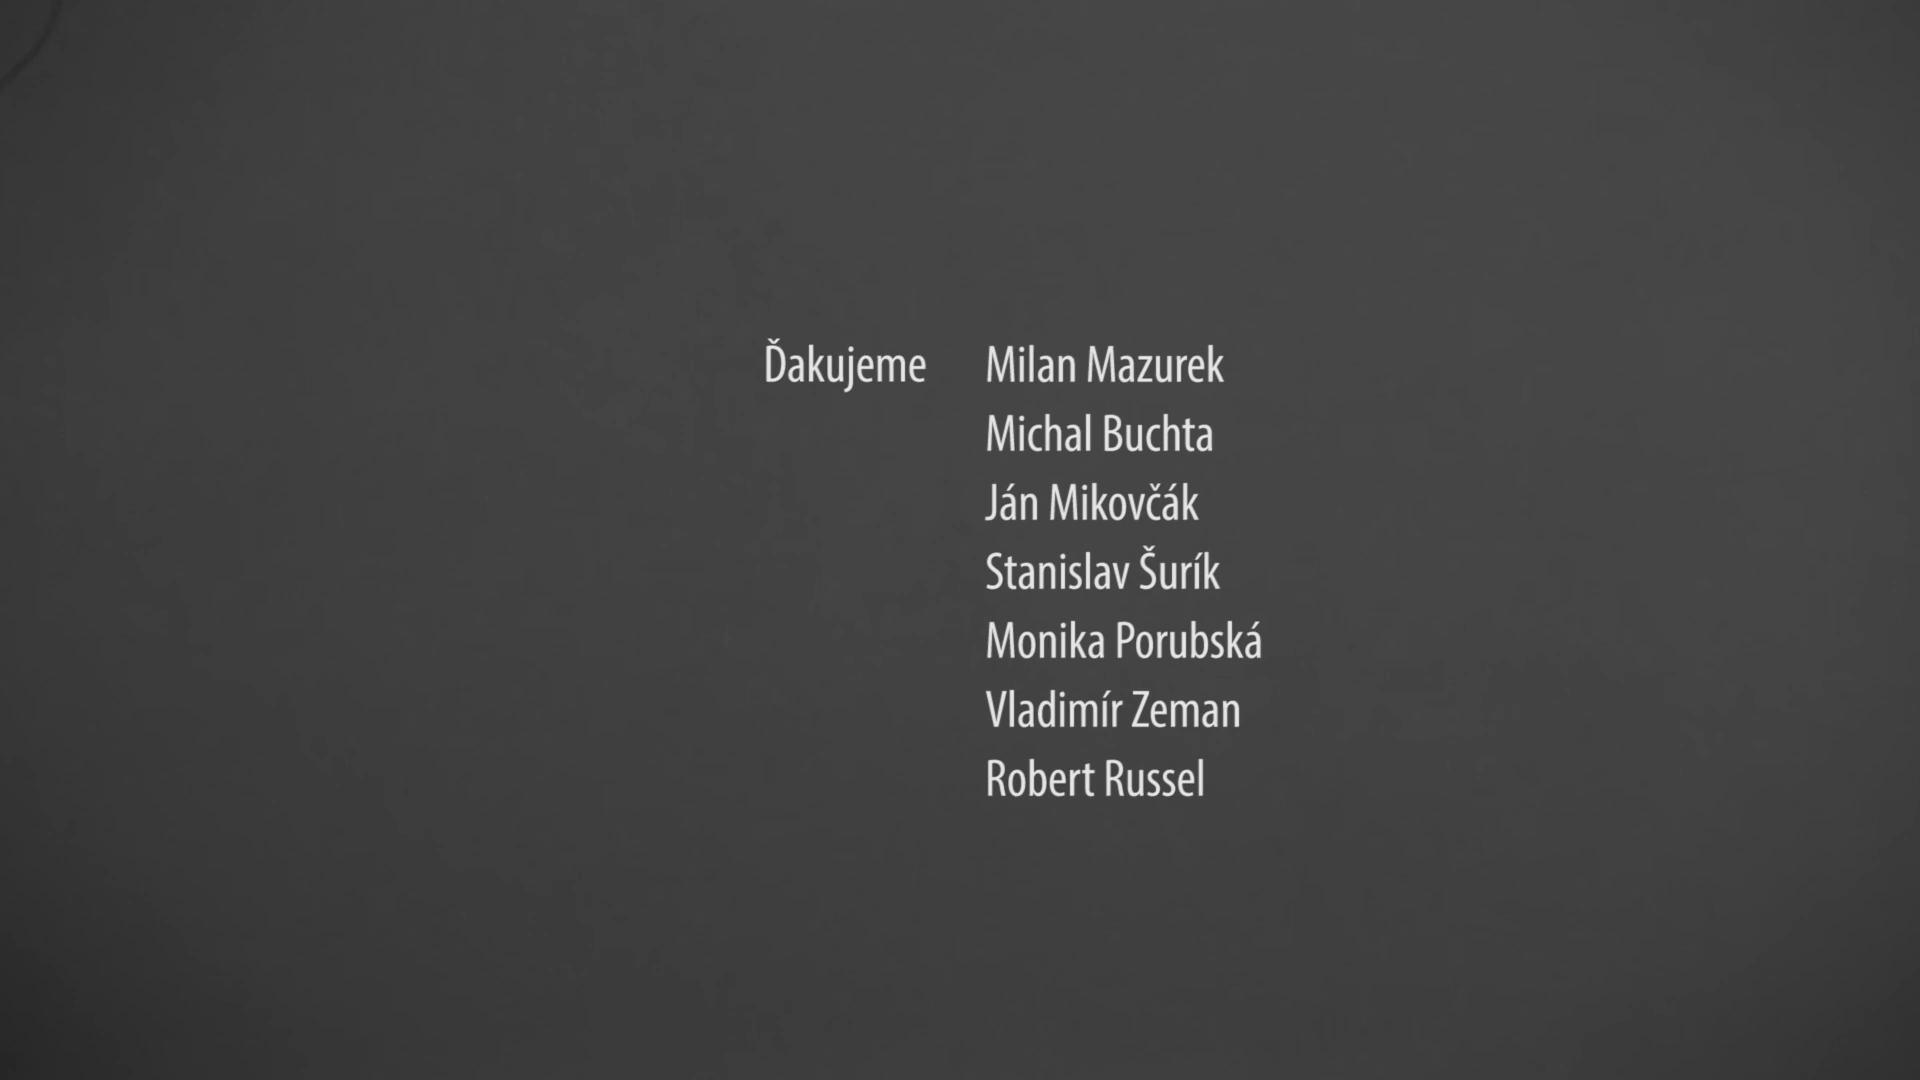 Ďakujeme Milan Mazurek
Michal Buchta
Ján Mikovčák
Stanislav Šurík
Monika Porubská
Vladimír Zeman
Robert Russel